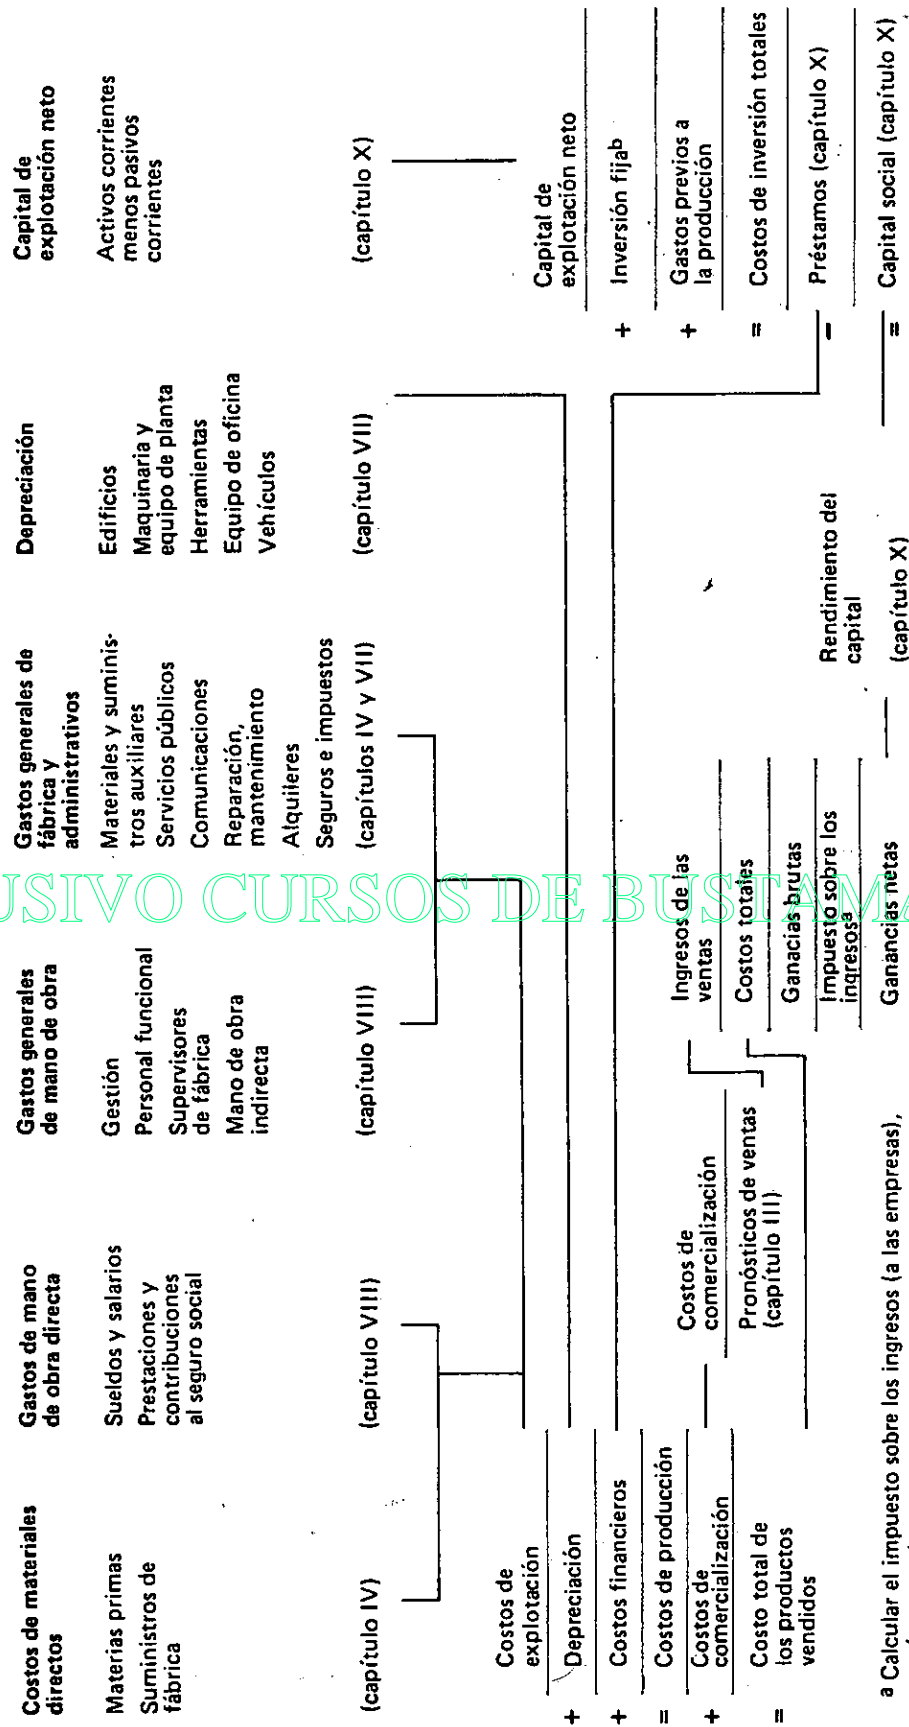 Costos de materiales
directos
Materias primas
Suministros de
fábrica
(capítulo IV)
Gastos de mano
de obra directa
Sueldos y salarios
Prestaciones y
contribuciones
al seguro social
(capítulo VIII)
Gastos generales
de mano de obra
Gestión
Personal funcional
Supervisores
de fábrica
Mano de obra
indirecta
(capítulo VIII)
Gastos generales de
fábrica y
administrativos
Materiales y suminis-
tros auxiliares
Servicios públicos
Comunicaciones
Reparación,
mantenimiento
Alquileres
Seguros e impuestos
(capítulos IV y VII)
Depreciación
Edificios
Maquinaria y
equipo de planta
Herramientas
Equipo de oficina
Vehículos
(capítulo VII)
Capital de
explotación neto
Activos corrientes
menos pasivos
corrientes
(capítulo X)
Costos de
explotación
+ Depreciación
+ Costos financieros
= Costos de producción
+ Costos de
comercialización
= Costo total de
los productos
vendidos
Costos de
comercialización
Pronósticos de ventas
(capítulo III)
Ingresos de las
ventas
Costos totales
Ganacias brutas
Impuesto sobre los
ingresosª
Ganancias netas
Rendimiento del
capital
(capítulo X)
Capital de
explotación neto
+ Inversión fijaᵇ
+ Gastos previos a
la producción
= Costos de inversión totales
− Préstamos (capítulo X)
= Capital social (capítulo X)
a Calcular el impuesto sobre los ingresos (a las empresas),
USIVO CURSOS DE BUSTAMA